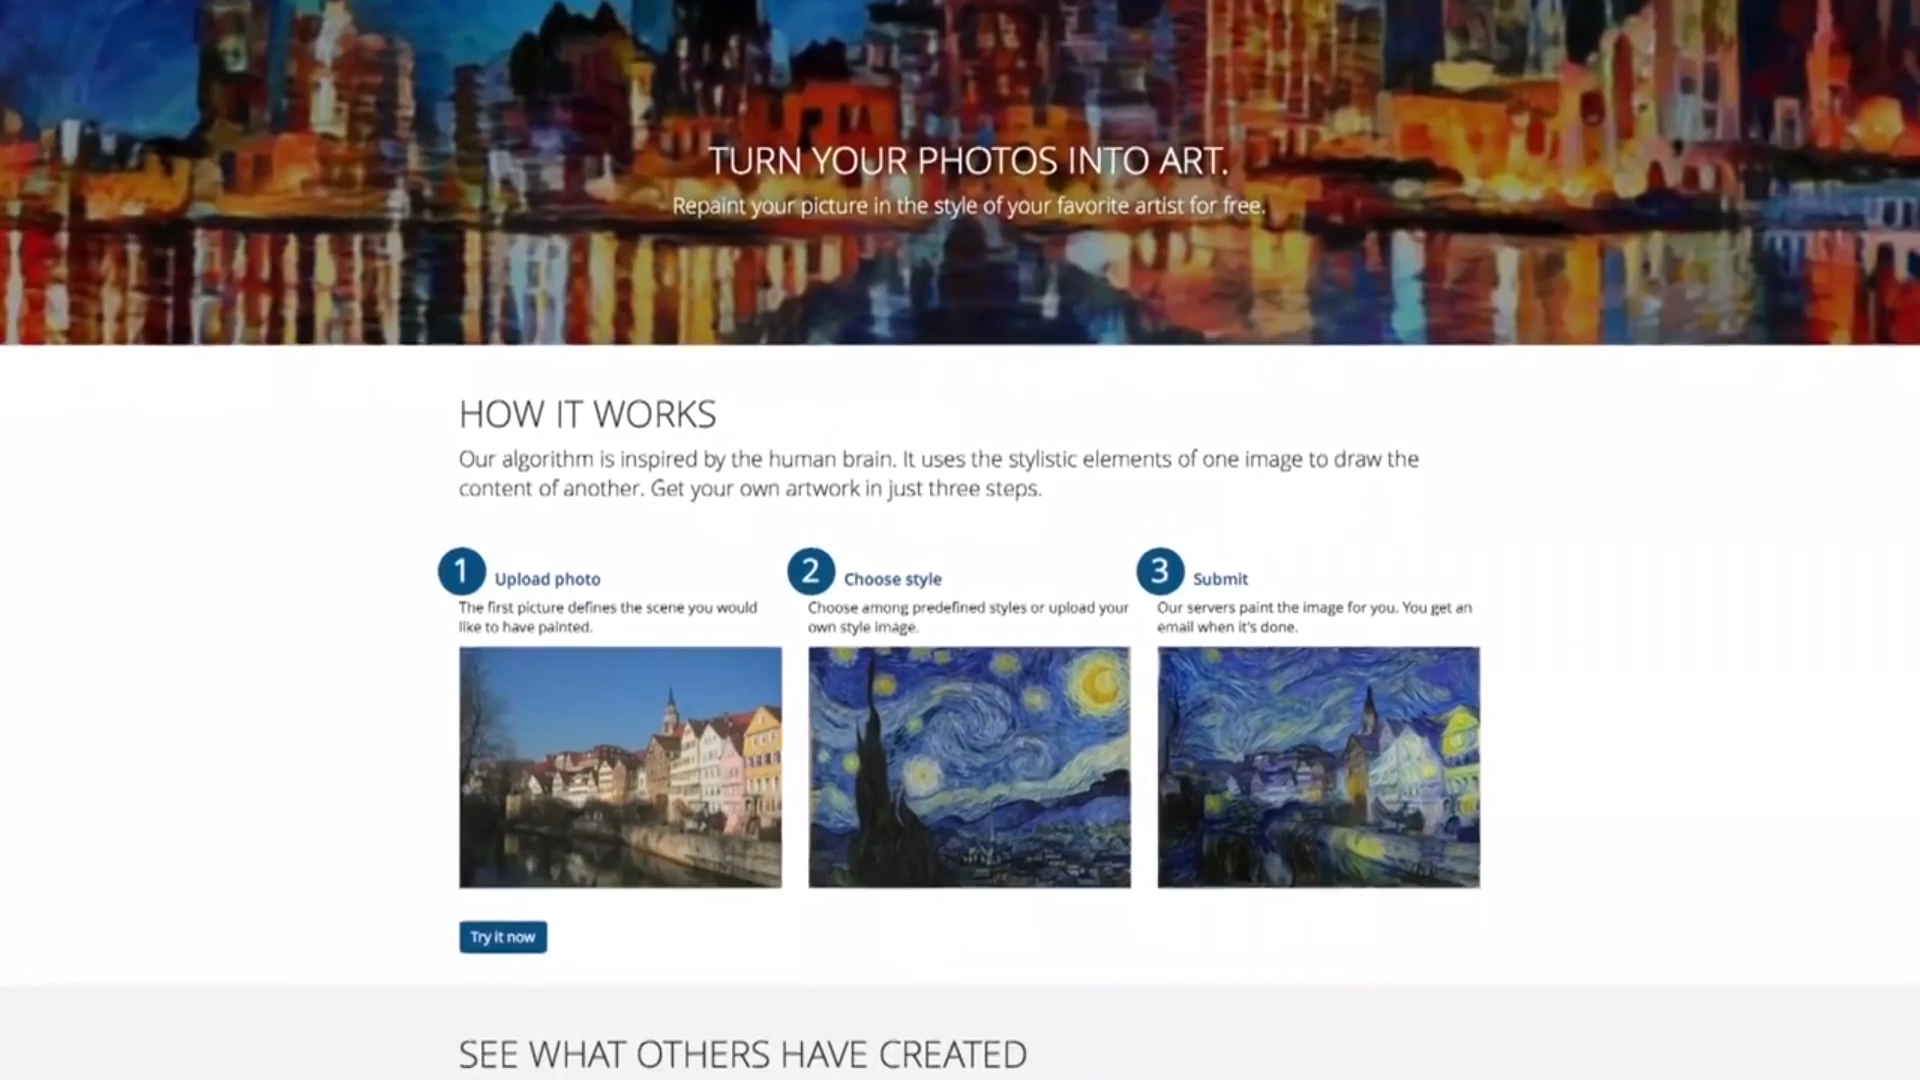 TURN YOUR PHOTOS INTO ART.
Repaint your picture in the style of your favorite artist for free.
HOW IT WORKS
Our algorithm is inspired by the human brain. It uses the stylistic elements of one image to draw the
content of another. Get your own artwork in just three steps.
1 Upload photo
The first picture defines the scene you would
like to have painted.
2 Choose style
Choose among predefined styles or upload your
own style image.
3 Submit
Our servers paint the image for you. You get an
email when it's done.
Try it now
SEE WHAT OTHERS HAVE CREATED